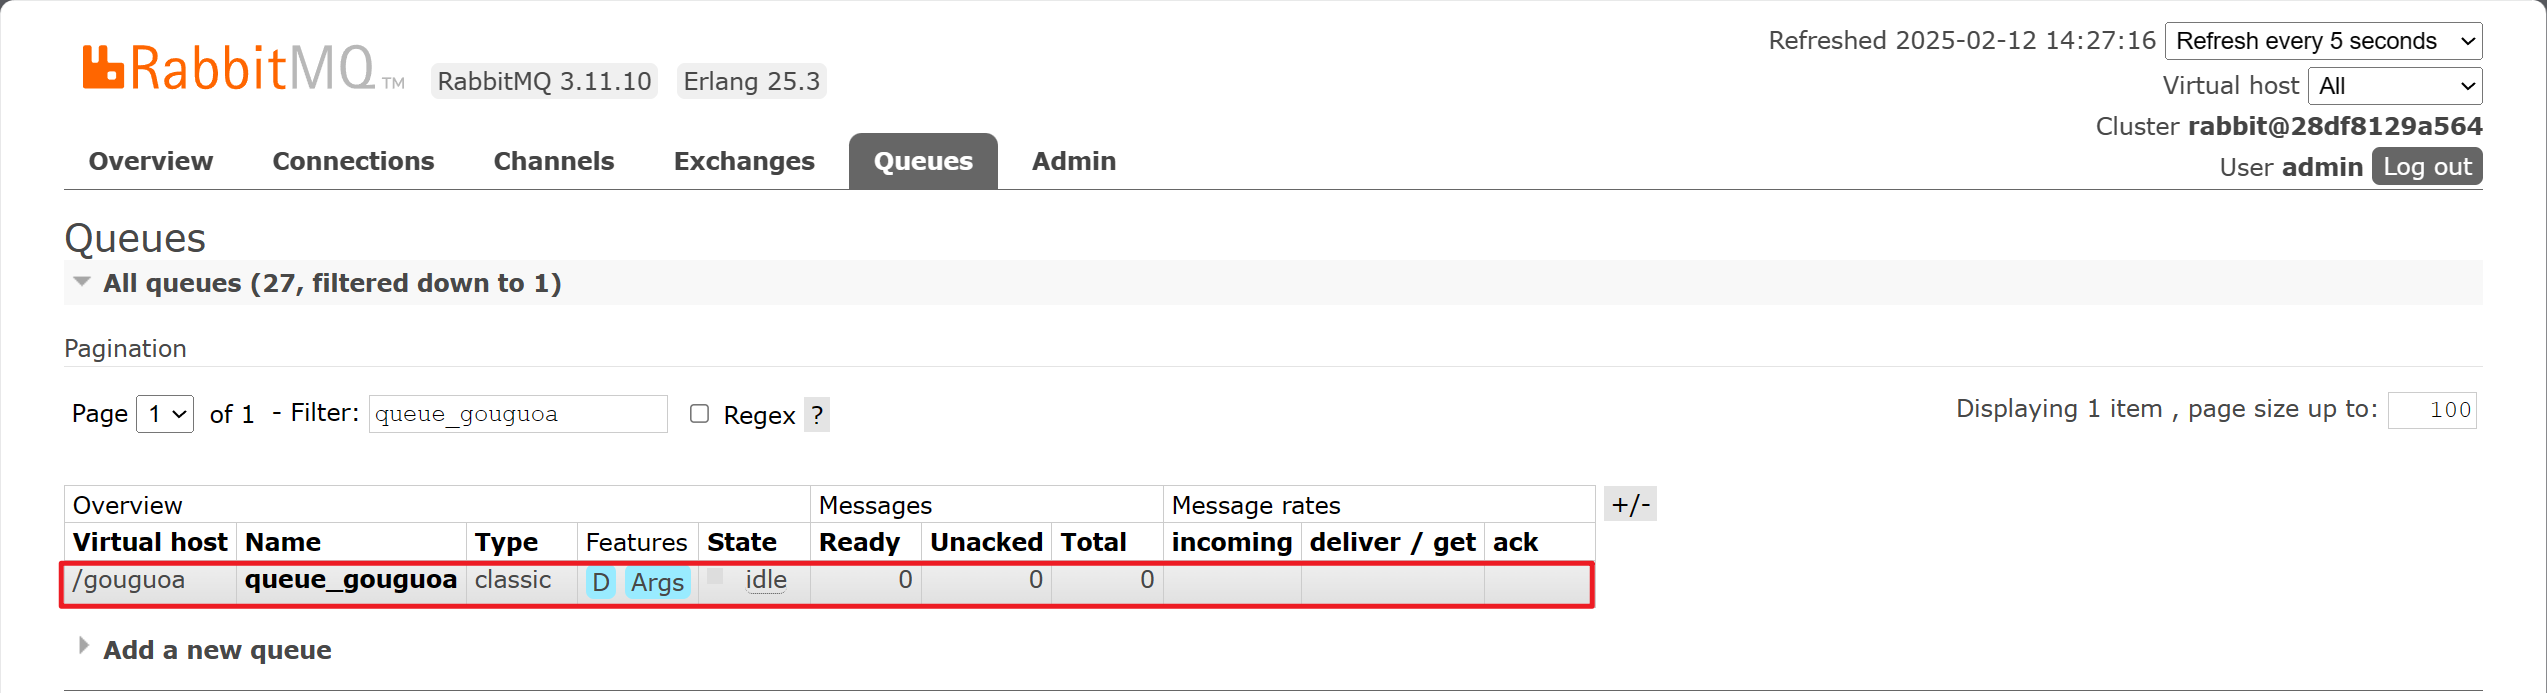 RabbitMQ TM RabbitMQ 3.11.10 Erlang 25.3
Refreshed 2025-02-12 14:27:16 Refresh every 5 seconds
Virtual host All
Cluster rabbit@28df8129a564
User admin Log out
Overview Connections Channels Exchanges Queues Admin
Queues
All queues (27, filtered down to 1)
Pagination
Page 1 of 1 - Filter: queue_gouguoa Regex ? Displaying 1 item , page size up to: 100
Overview Messages Message rates +/-
Virtual host Name Type Features State Ready Unacked Total incoming deliver / get ack
/gouguoa queue_gouguoa classic D Args idle 0 0 0
Add a new queue